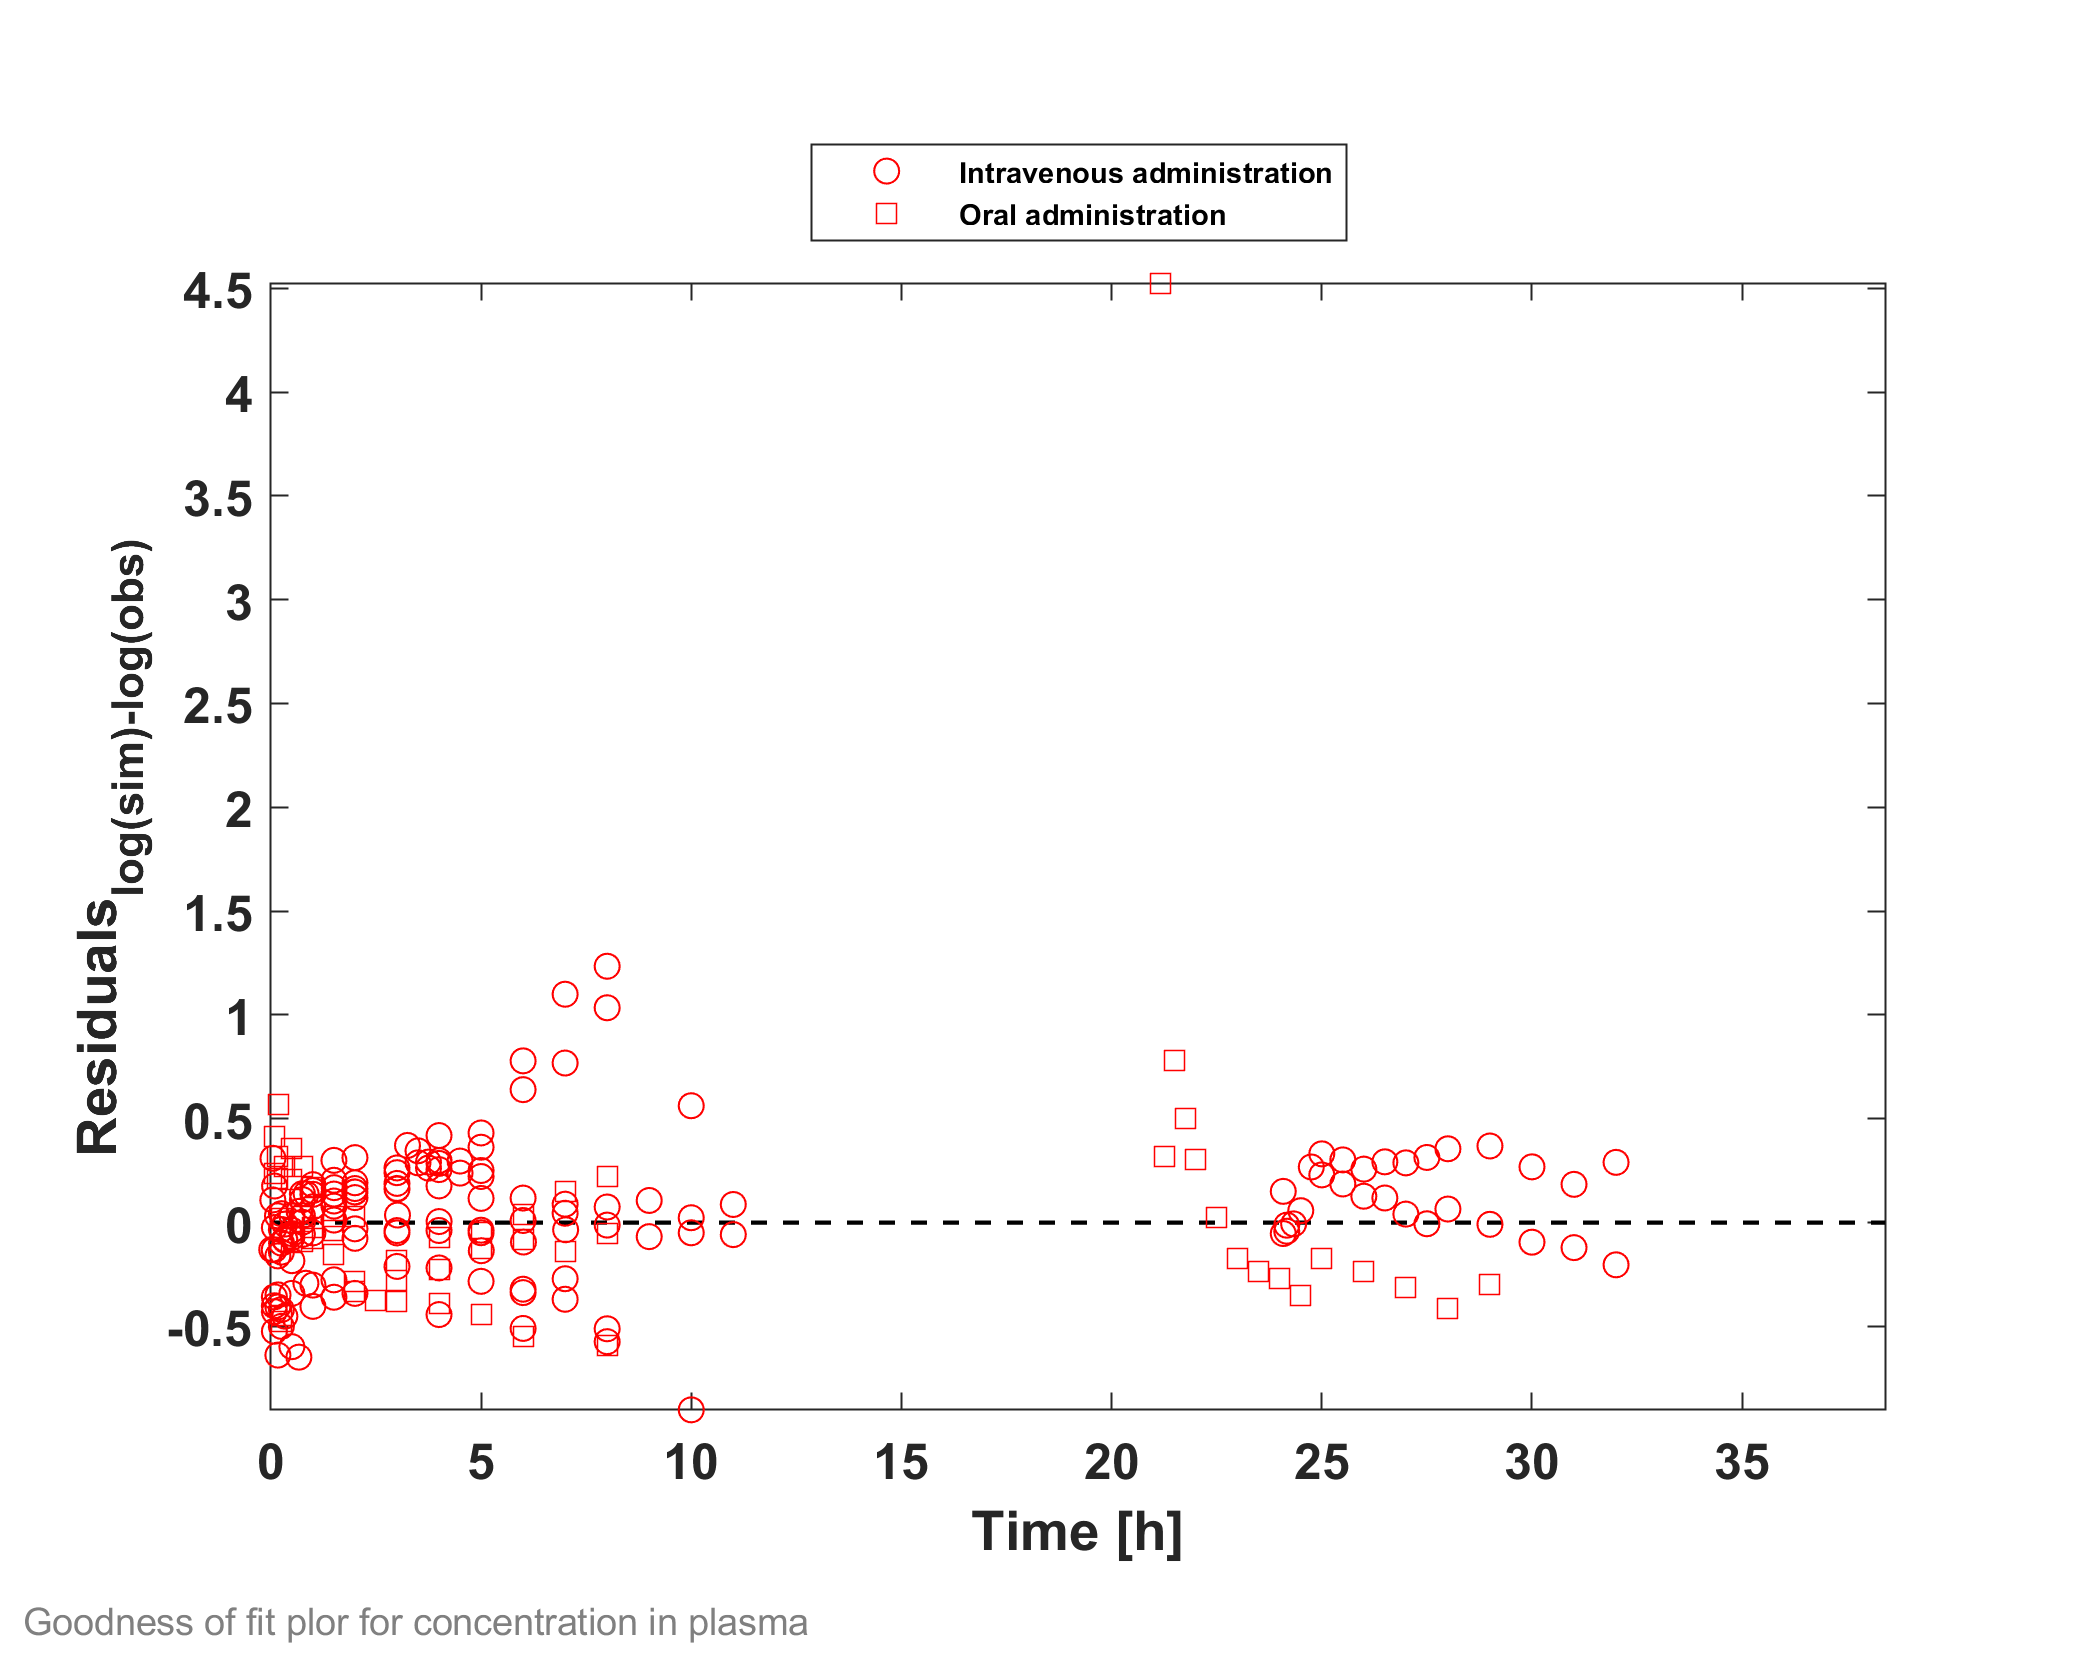 Intravenous administration
Oral administration
4.5
4
3.5
3
2.5
2
1.5
1
0.5
0
-0.5
Residuals log(sim)-log(obs)
0 5 10 15 20 25 30 35
Time [h]
Goodness of fit plor for concentration in plasma